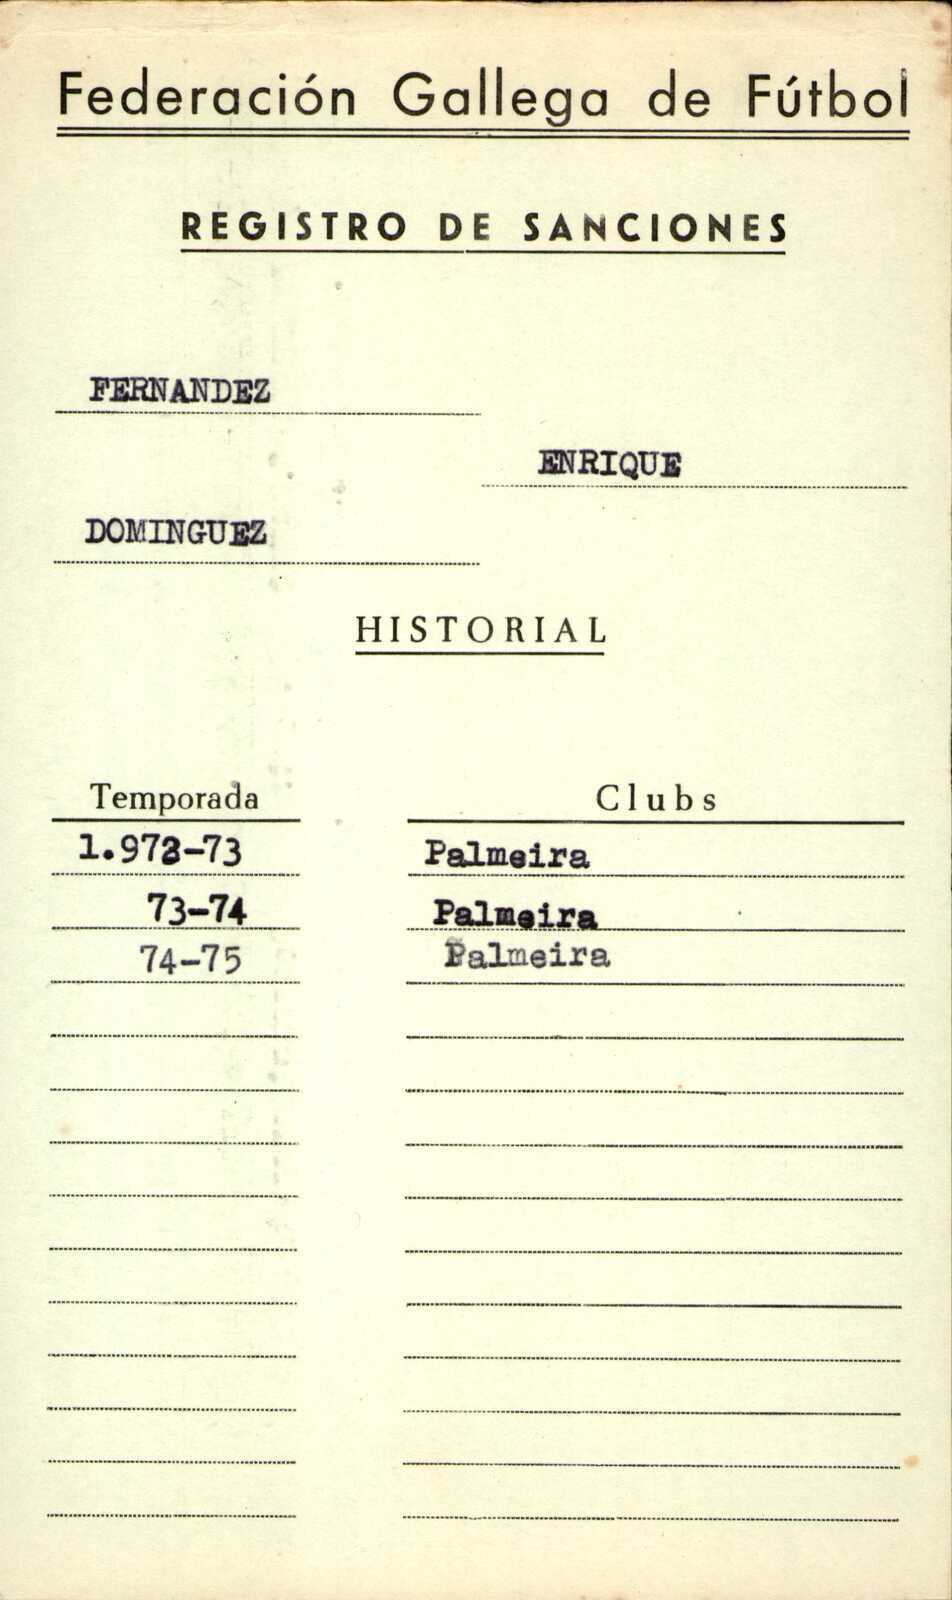 Federación Gallega de Fútbol
REGISTRO DE SANCIONES
FERNANDEZ
ENRIQUE
DOMINGUEZ
HISTORIAL
Temporada Clubs
1.972-73 Palmeira
73-74 Palmeira
74-75 Palmeira